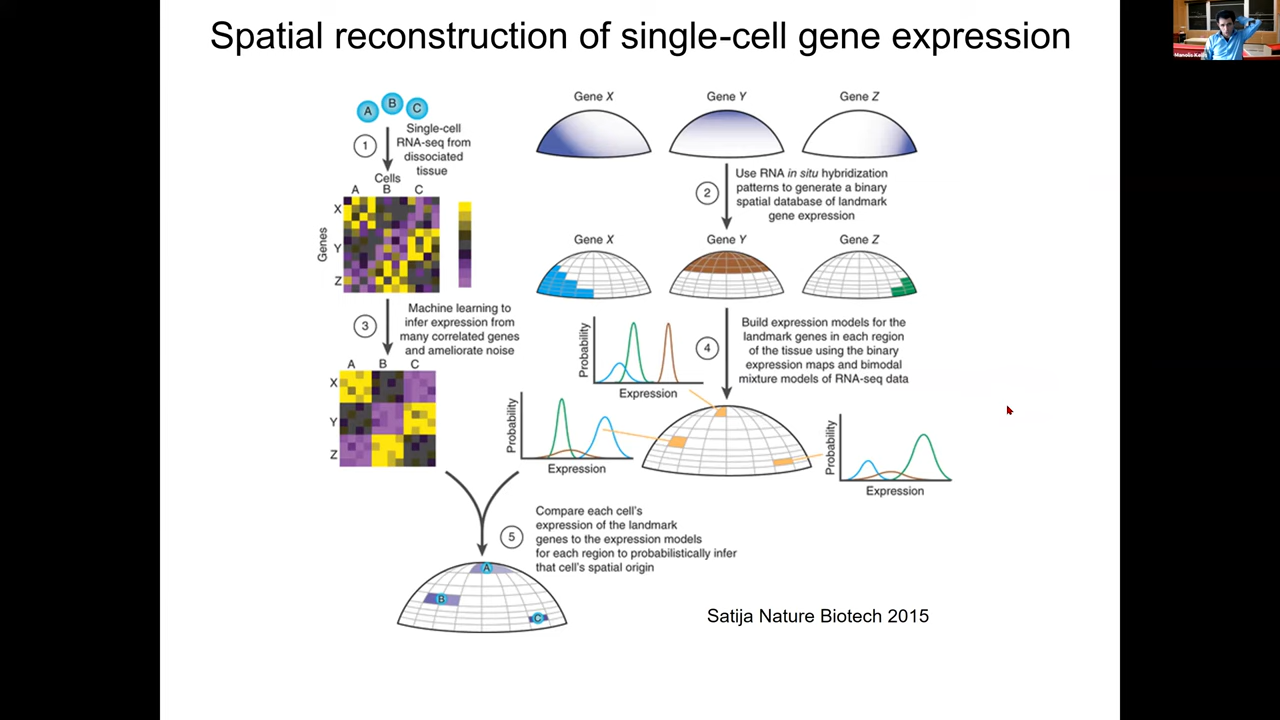 Spatial reconstruction of single-cell gene expression
A B C
1
Single-cell
RNA-seq from
dissociated
tissue
Cells
A B C
Genes
X
Y
Z
3
Machine learning to
infer expression from
many correlated genes
and ameliorate noise
A B C
X
Y
Z
Gene X
Gene Y
Gene Z
2
Use RNA in situ hybridization
patterns to generate a binary
spatial database of landmark
gene expression
Gene X
Gene Y
Gene Z
4
Build expression models for the
landmark genes in each region
of the tissue using the binary
expression maps and bimodal
mixture models of RNA-seq data
Probability
Expression
Probability
Expression
Probability
Expression
5
Compare each cell's
expression of the landmark
genes to the expression models
for each region to probabilistically infer
that cell's spatial origin
A
B
C
Satija Nature Biotech 2015